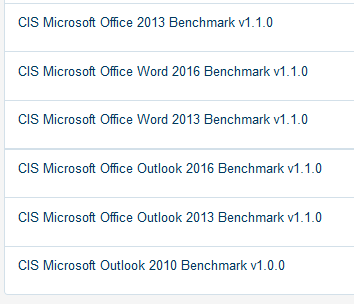 CIS Microsoft Office 2013 Benchmark v1.1.0
CIS Microsoft Office Word 2016 Benchmark v1.1.0
CIS Microsoft Office Word 2013 Benchmark v1.1.0
CIS Microsoft Office Outlook 2016 Benchmark v1.1.0
CIS Microsoft Office Outlook 2013 Benchmark v1.1.0
CIS Microsoft Outlook 2010 Benchmark v1.0.0